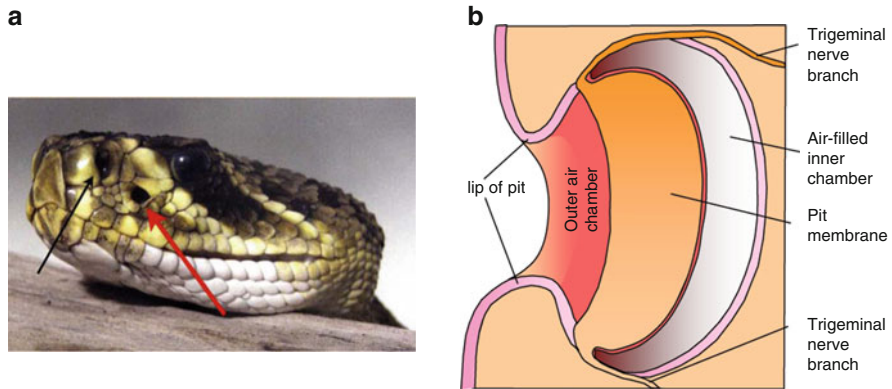 a
b
Trigeminal
nerve
branch
Air-filled
inner
chamber
lip of pit
Outer air
chamber
Pit
membrane
Trigeminal
nerve
branch